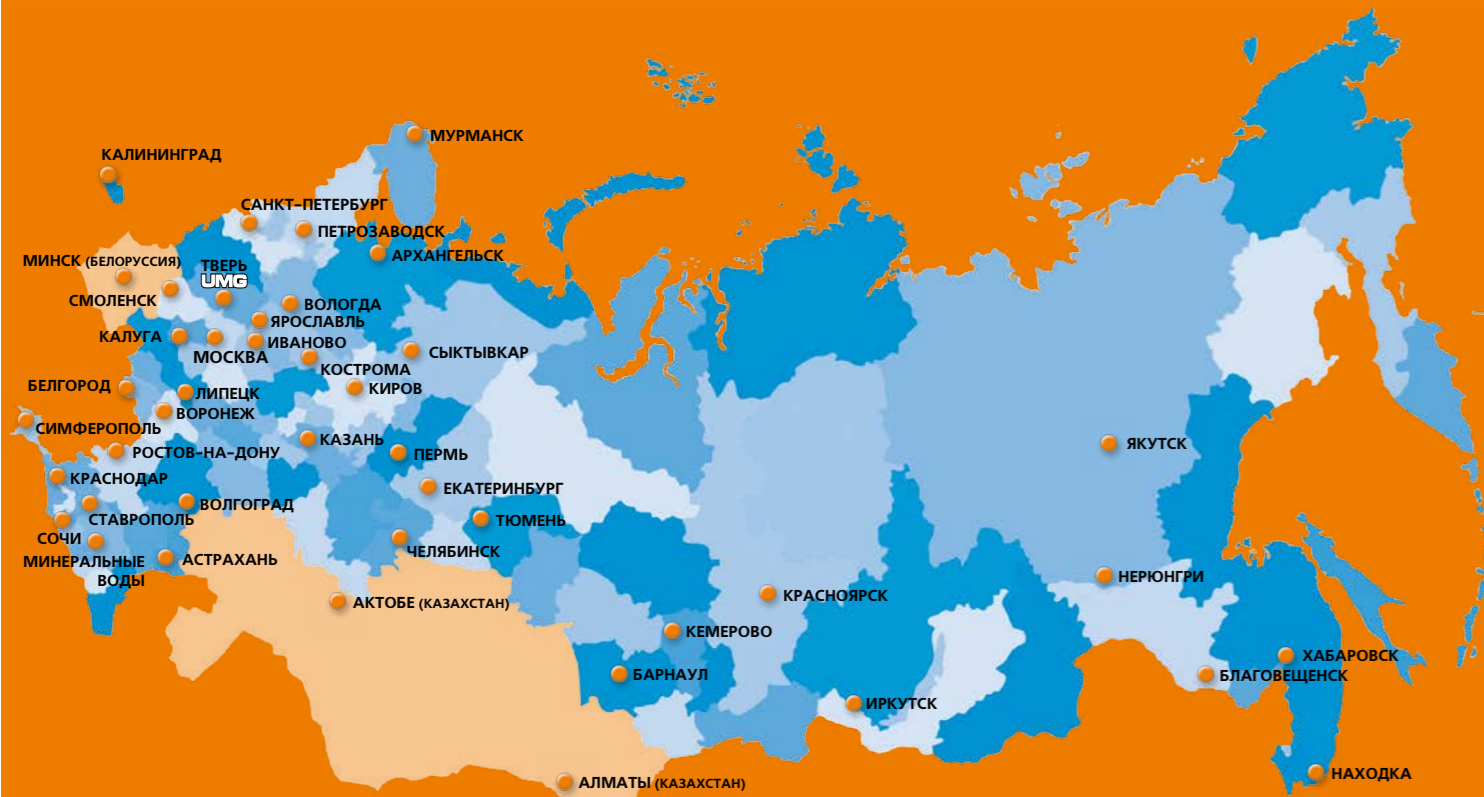 МУРМАНСК
КАЛИНИНГРАД
САНКТ-ПЕТЕРБУРГ
ПЕТРОЗАВОДСК
АРХАНГЕЛЬСК
МИНСК (БЕЛОРУССИЯ)
ТВЕРЬ
UMG
СМОЛЕНСК
ВОЛОГДА
ЯРОСЛАВЛЬ
КАЛУГА
ИВАНОВО
МОСКВА
СЫКТЫВКАР
КОСТРОМА
БЕЛГОРОД
КИРОВ
ЛИПЕЦК
ВОРОНЕЖ
СИМФЕРОПОЛЬ
КАЗАНЬ
ЯКУТСК
РОСТОВ-НА-ДОНУ
ПЕРМЬ
КРАСНОДАР
ЕКАТЕРИНБУРГ
ВОЛГОГРАД
СТАВРОПОЛЬ
ТЮМЕНЬ
СОЧИ
ЧЕЛЯБИНСК
МИНЕРАЛЬНЫЕ
ВОДЫ
АСТРАХАНЬ
НЕРЮНГРИ
КРАСНОЯРСК
АКТОБЕ (КАЗАХСТАН)
КЕМЕРОВО
ХАБАРОВСК
БАРНАУЛ
БЛАГОВЕЩЕНСК
ИРКУТСК
НАХОДКА
АЛМАТЫ (КАЗАХСТАН)